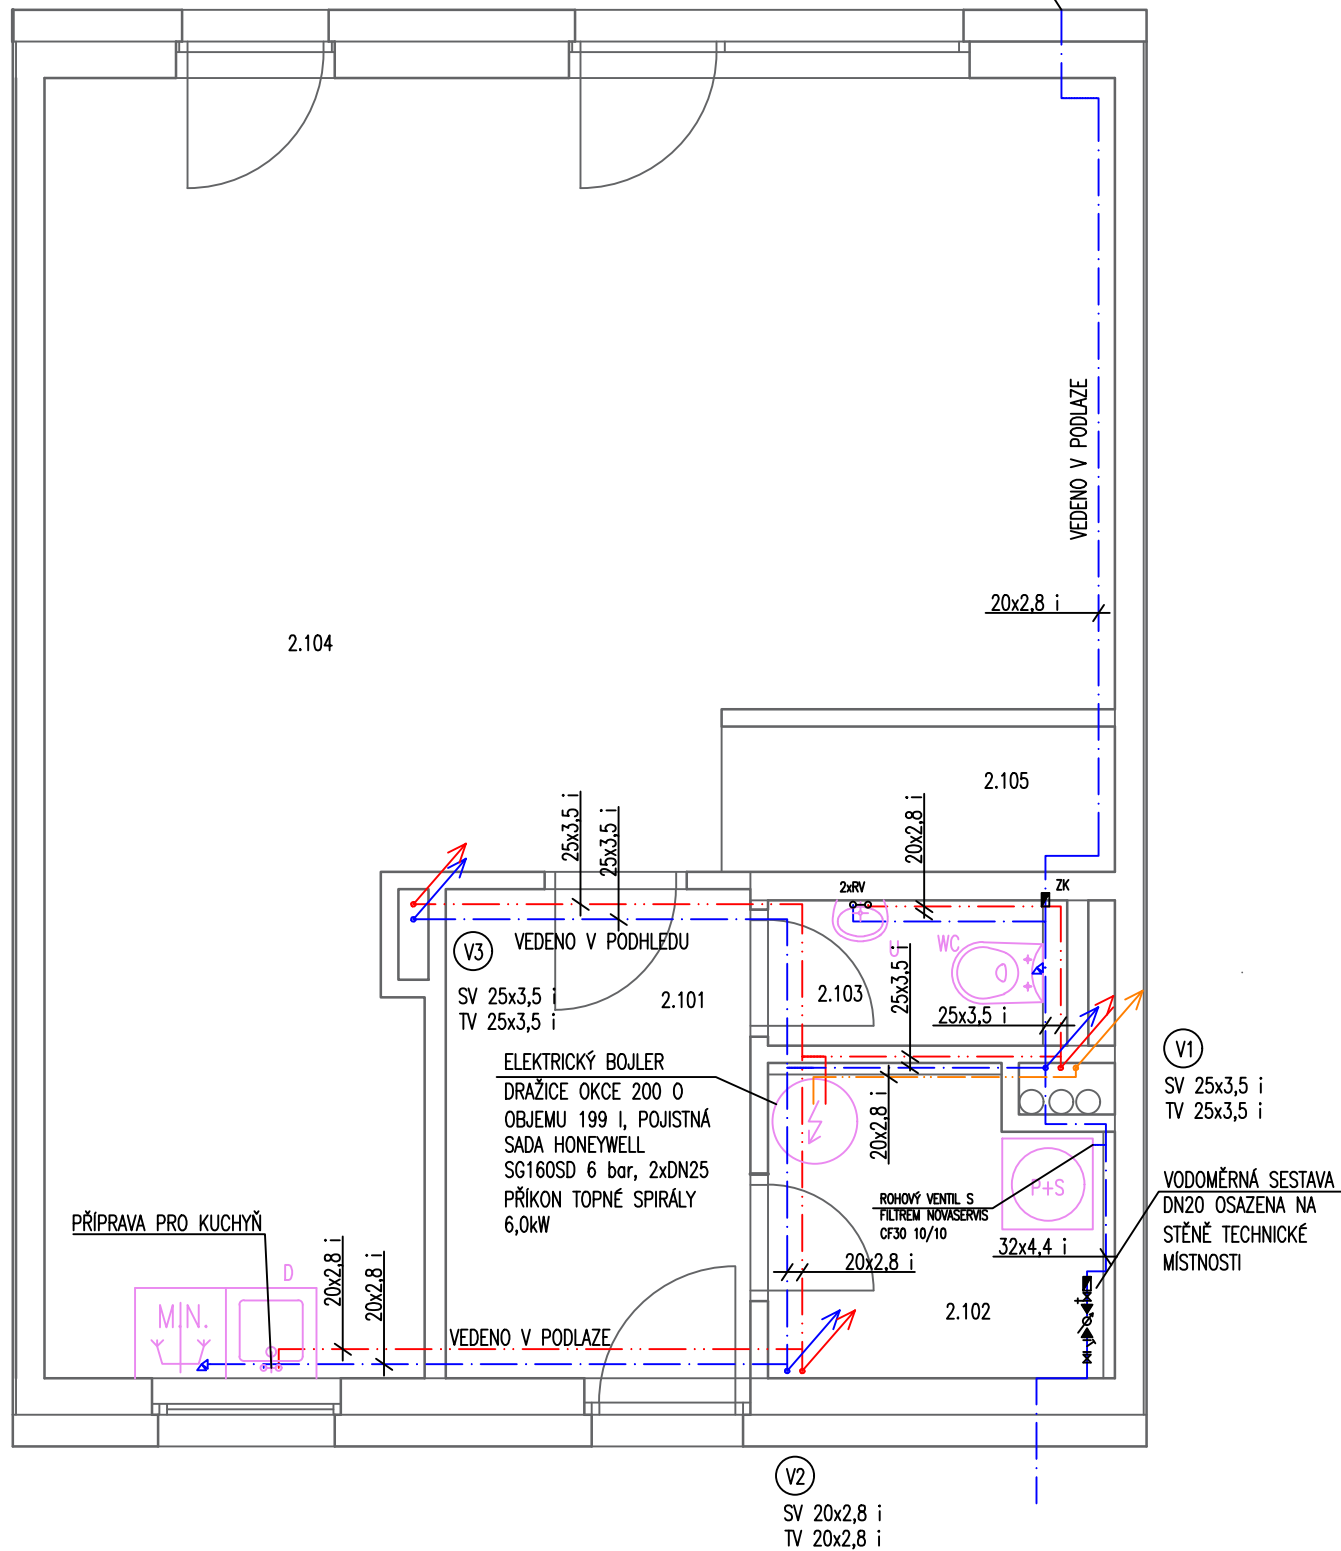 VEDENO V PODLAZE
20x2,8 i
2.104
2.105
25x3,5 i
25x3,5 i
20x2,8 i
2xRV
ZK
V3
VEDENO V PODHLEDU
U
WC
SV 25x3,5 i
TV 25x3,5 i
2.101
2.103
25x3,5 i
25x3,5 i
V1
SV 25x3,5 i
TV 25x3,5 i
ELEKTRICKÝ BOJLER
DRAŽICE OKCE 200 O
OBJEMU 199 l, POJISTNÁ
SADA HONEYWELL
SG160SD 6 bar, 2xDN25
PŘÍKON TOPNÉ SPIRÁLY
6,0kW
20x2,8 i
P+S
ROHOVÝ VENTIL S
FILTREM NOVASERVIS
CF30 10/10
VODOMĚRNÁ SESTAVA
DN20 OSAZENA NA
STĚNĚ TECHNICKÉ
MÍSTNOSTI
PŘÍPRAVA PRO KUCHYŇ
20x2,8 i
20x2,8 i
D
M.N.
20x2,8 i
32x4,4 i
2.102
VEDENO V PODLAZE
V2
SV 20x2,8 i
TV 20x2,8 i